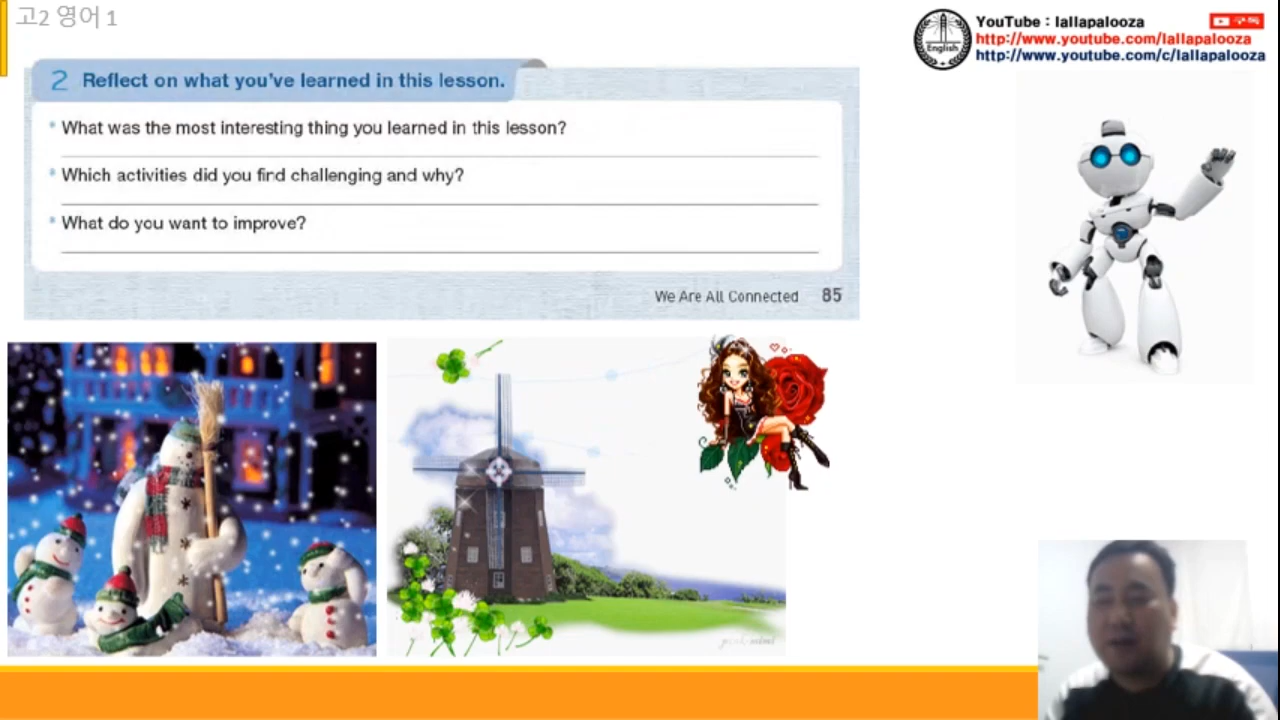 고2 영어 1
YouTube : lallapalooza
구독
http://www.youtube.com/lallapalooza
http://www.youtube.com/c/lallapalooza
English
2 Reflect on what you've learned in this lesson.
* What was the most interesting thing you learned in this lesson?
* Which activities did you find challenging and why?
* What do you want to improve?
We Are All Connected 85